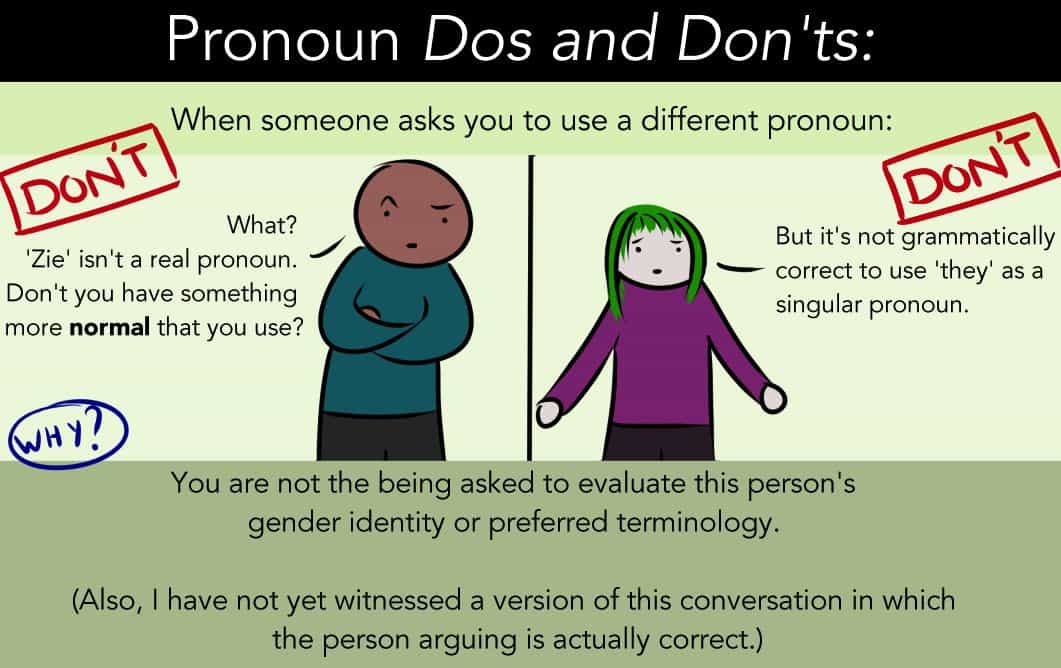 Pronoun Dos and Don'ts:
When someone asks you to use a different pronoun:
DON'T
What?
'Zie' isn't a real pronoun.
Don't you have something
more normal that you use?
DON'T
But it's not grammatically
correct to use 'they' as a
singular pronoun.
WHY?
You are not the being asked to evaluate this person's
gender identity or preferred terminology.
(Also, I have not yet witnessed a version of this conversation in which
the person arguing is actually correct.)